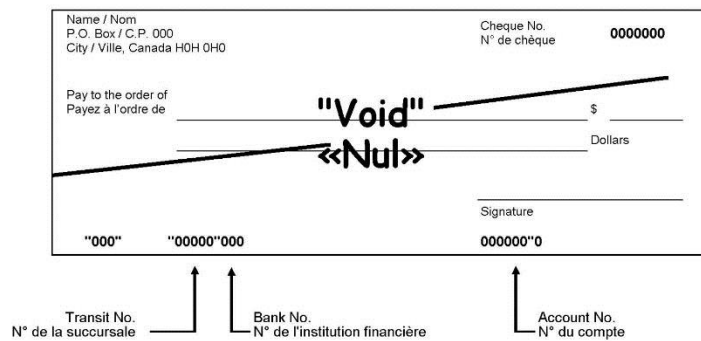 Name / Nom
P.O. Box / C.P. 000
City / Ville, Canada H0H 0H0
Cheque No.
N° de chèque
0000000
Pay to the order of
Payez à l'ordre de
"Void"
$
«Nul»
Dollars
Signature
"000" "00000"000 000000"0
Transit No.
N° de la succursale
Bank No.
N° de l'institution financière
Account No.
N° du compte